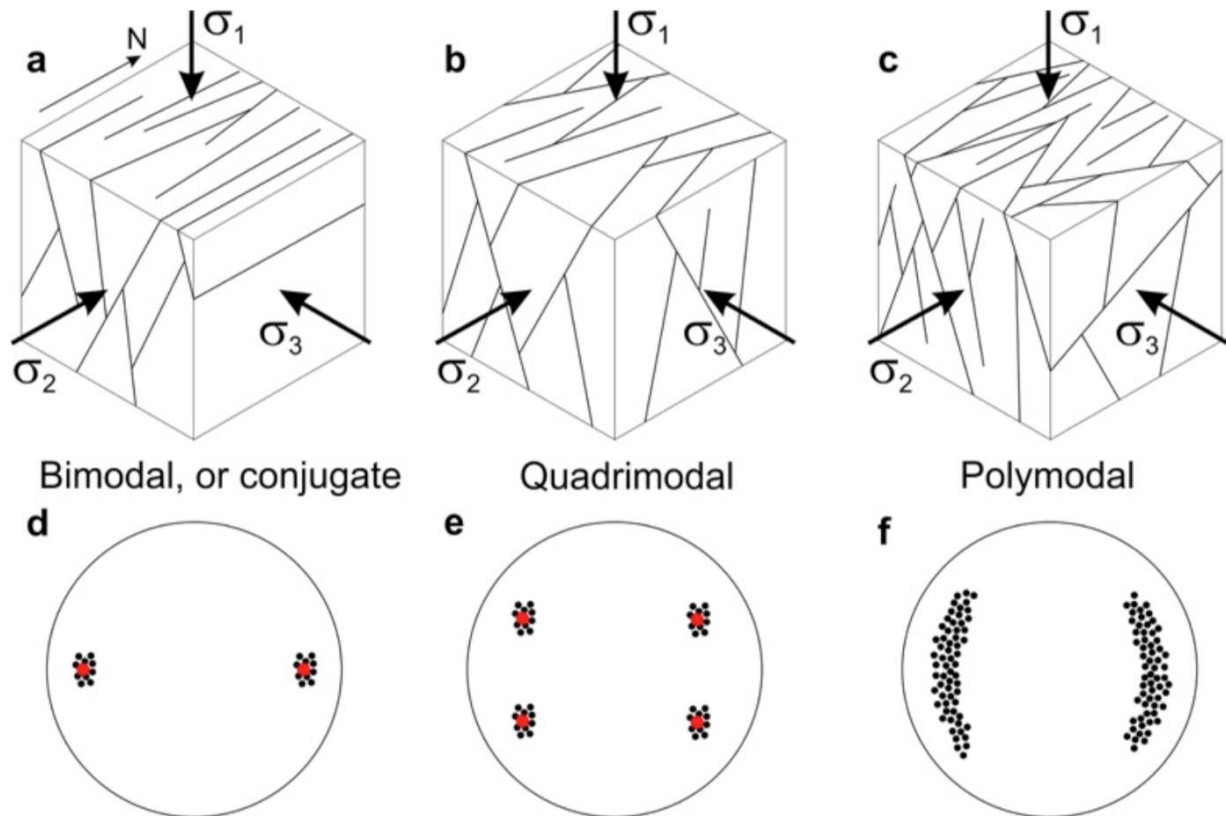 a
N
σ1
σ2
σ3
b
σ1
σ2
σ3
c
σ1
σ2
σ3
Bimodal, or conjugate
Quadrimodal
Polymodal
d
e
f